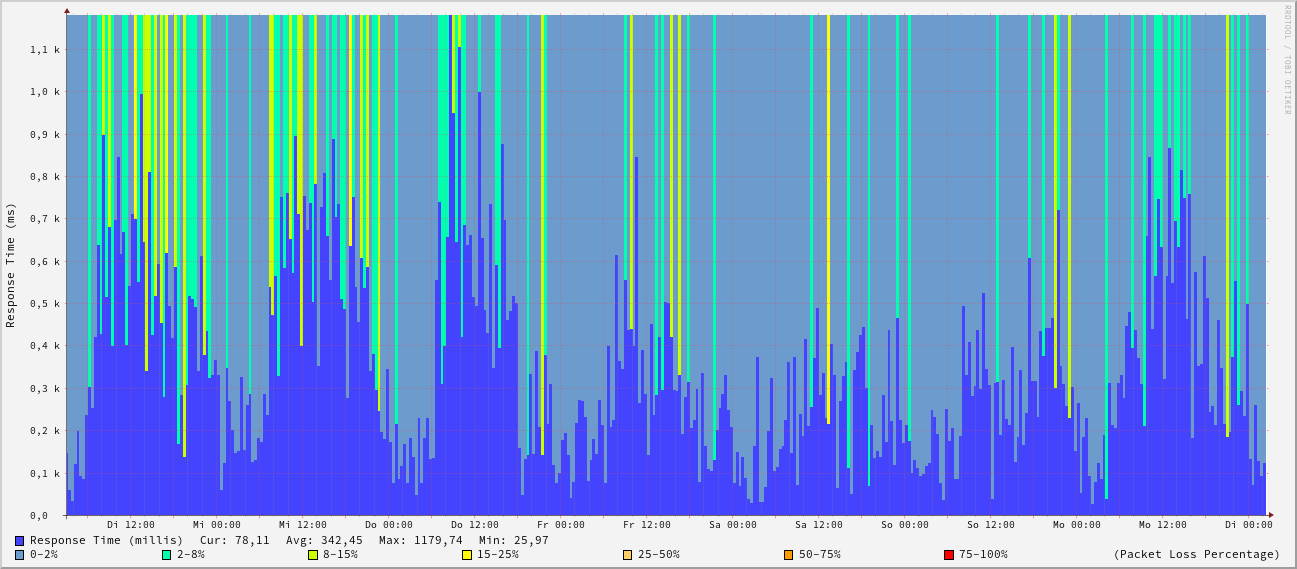 RRDTOOL / TOBI OETIKER
Response Time (ms)
1,1 k
1,0 k
0,9 k
0,8 k
0,7 k
0,6 k
0,5 k
0,4 k
0,3 k
0,2 k
0,1 k
0,0
Di 12:00 Mi 00:00 Mi 12:00 Do 00:00 Do 12:00 Fr 00:00 Fr 12:00 Sa 00:00 Sa 12:00 So 00:00 So 12:00 Mo 00:00 Mo 12:00 Di 00:00
Response Time (millis) Cur: 78,11 Avg: 342,45 Max: 1179,74 Min: 25,97
0-2% 2-8% 8-15% 15-25% 25-50% 50-75% 75-100% (Packet Loss Percentage)